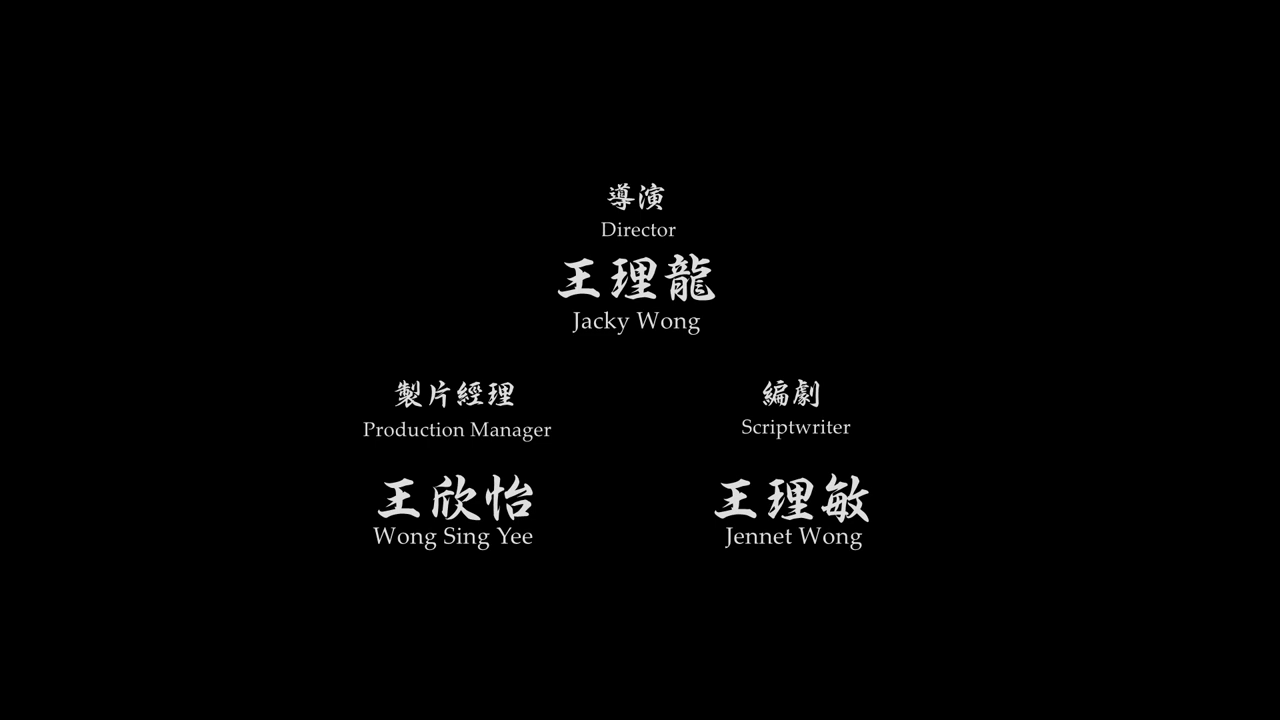 導演
Director
王理龍
Jacky Wong
製片經理
Production Manager
王欣怡
Wong Sing Yee
編劇
Scriptwriter
王理敏
Jennet Wong